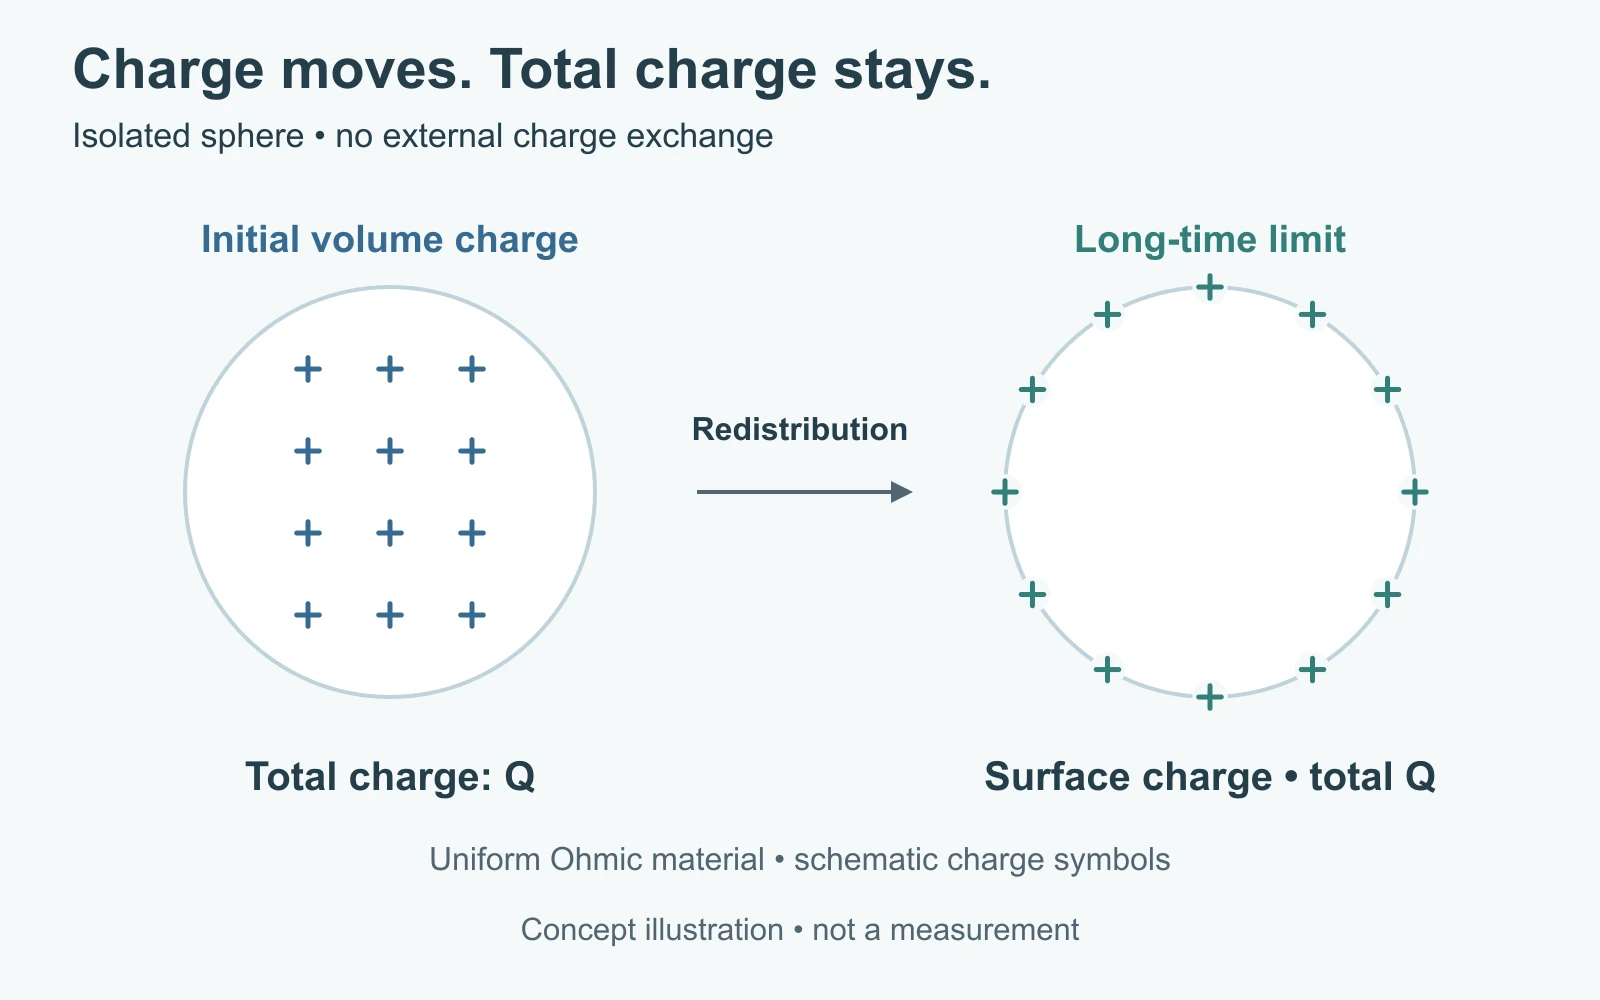 Charge moves. Total charge stays.
Isolated sphere • no external charge exchange
Initial volume charge
Long-time limit
Redistribution
Total charge: Q
Surface charge • total Q
Uniform Ohmic material • schematic charge symbols
Concept illustration • not a measurement